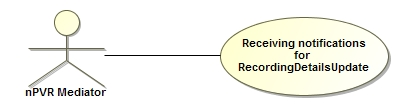 Receiving notifications
for
RecordingDetailsUpdate
nPVR Mediator